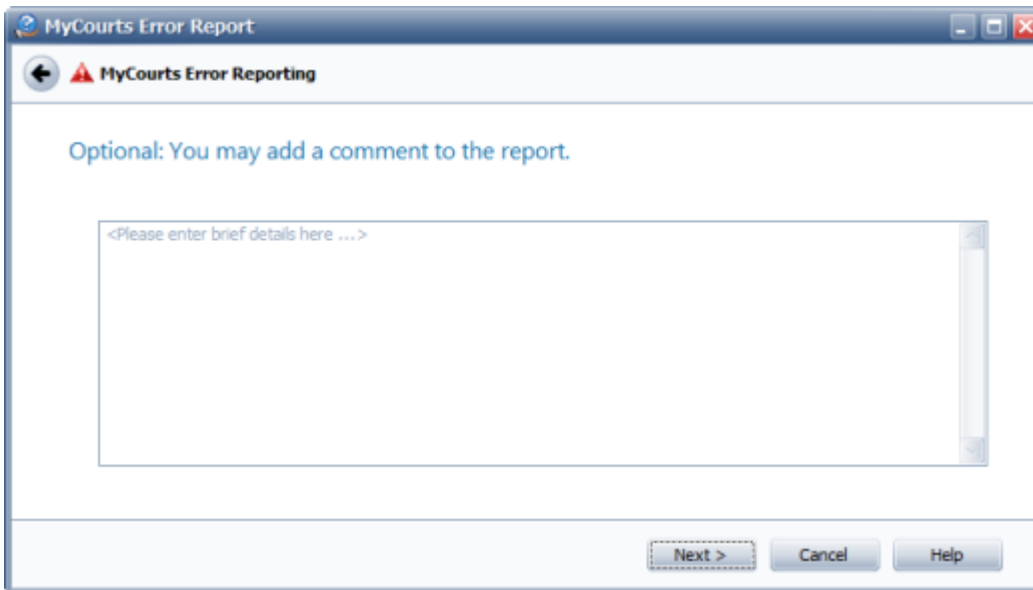 MyCourts Error Report
MyCourts Error Reporting
Optional: You may add a comment to the report.
<Please enter brief details here ...>
Next >
Cancel
Help